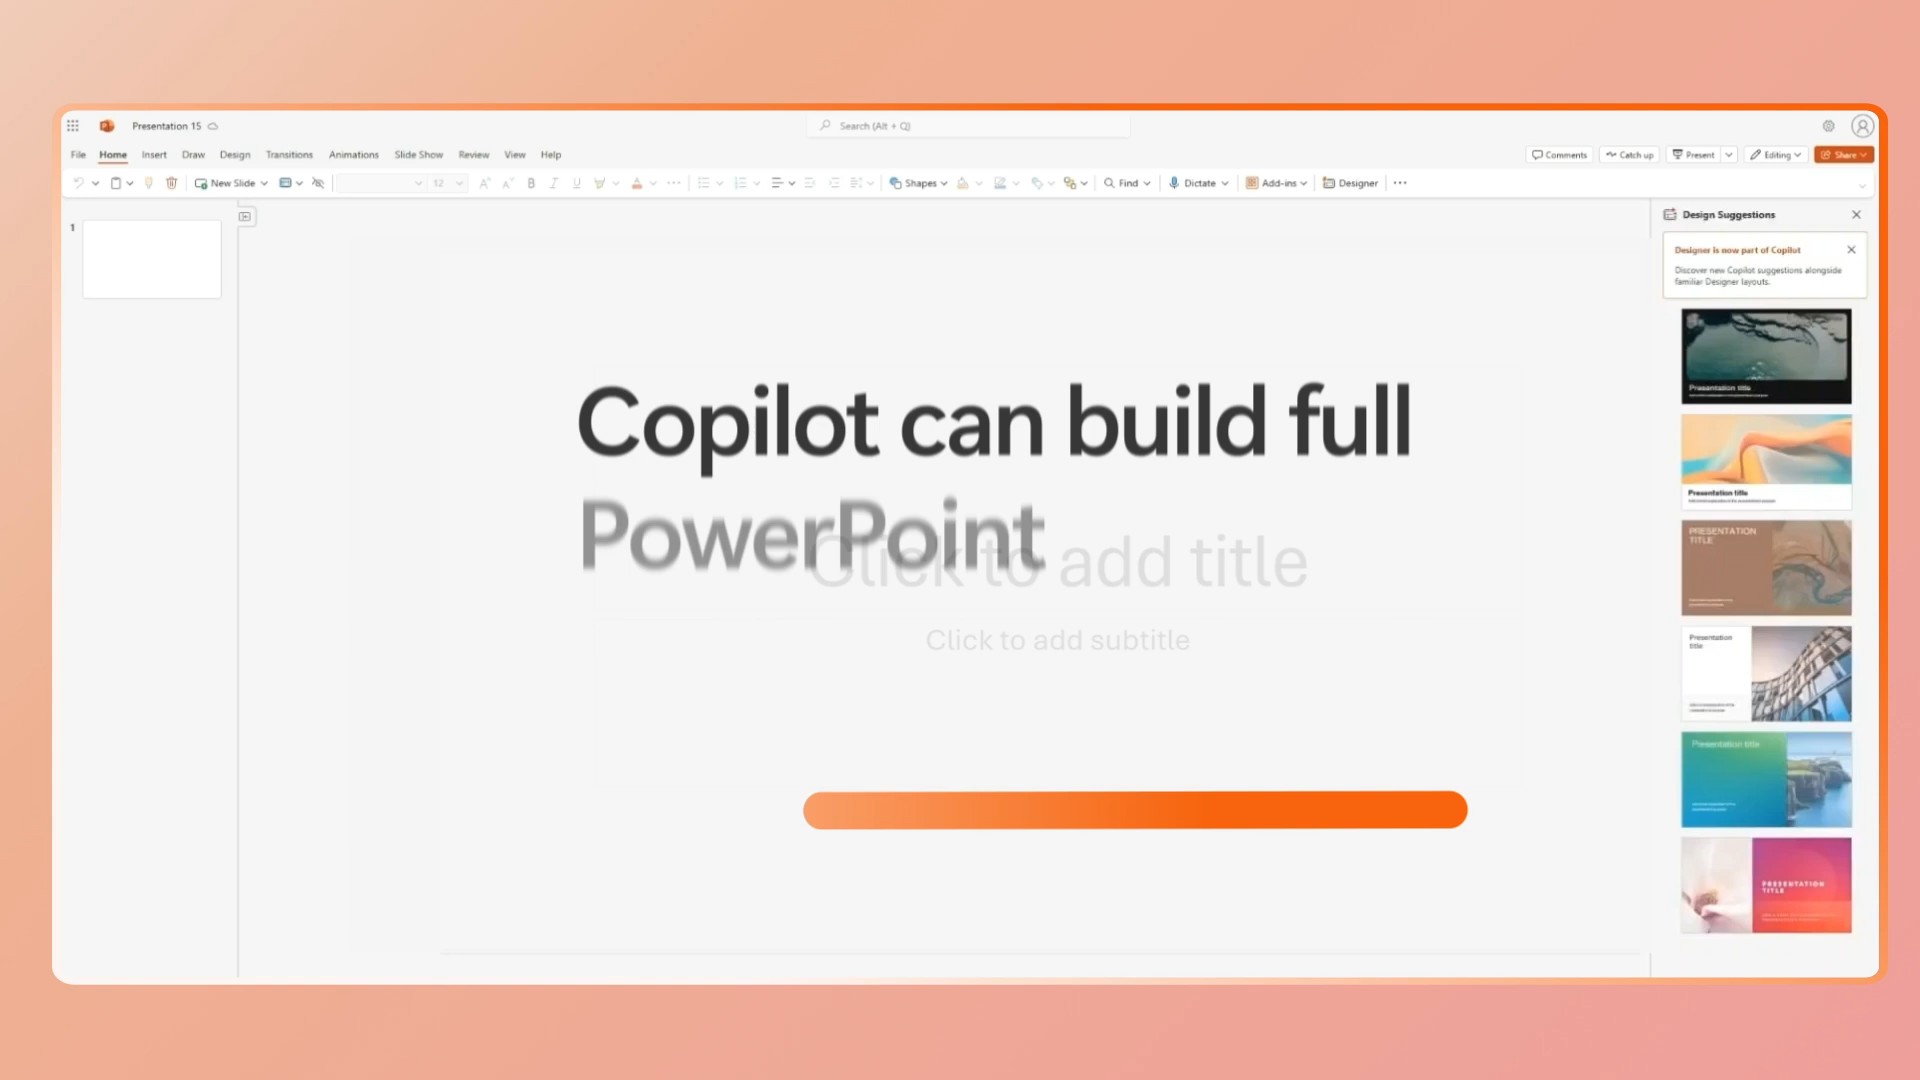 Presentation 15
Search (Alt + Q)
File Home Insert Draw Design Transitions Animations Slide Show Review View Help
Comments Catch up Present Editing Share
New Slide 12 B I U Shapes Find Dictate Add-ins Designer
1
Design Suggestions
Designer is now part of Copilot
Discover new Copilot suggestions alongside
familiar Designer layouts.
Copilot can build full
PowerPoint
Click to add title
Click to add subtitle
Presentation title
Presentation title
PRESENTATION
TITLE
Presentation
title
Presentation title
PRESENTATION
TITLE